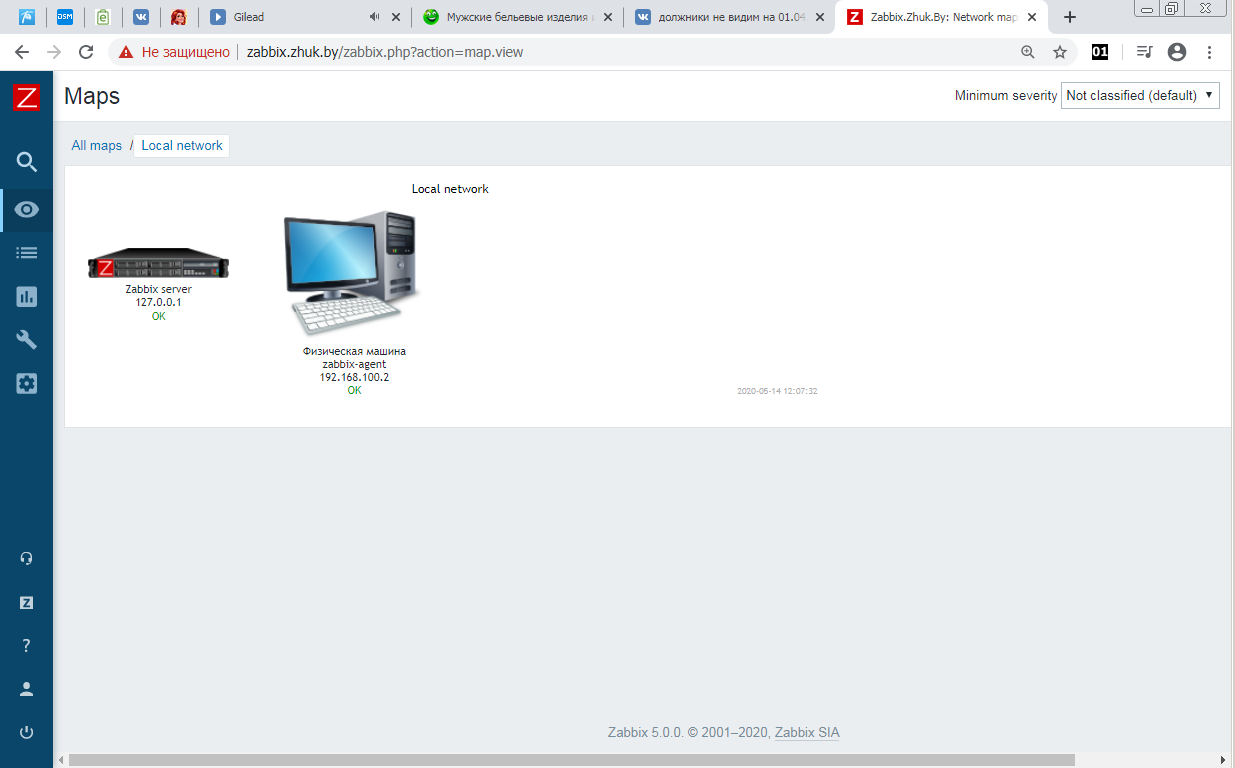 DSM
Gilead
Мужские бельевые изделия
должники не видим на 01.04
Z
Zabbix.Zhuk.By: Network map
Не защищено
zabbix.zhuk.by/zabbix.php?action=map.view
01
Z
Maps
Minimum severity
Not classified (default)
All maps / Local network
Local network
Z
Zabbix server
127.0.0.1
OK
Физическая машина
zabbix-agent
192.168.100.2
OK
2020-05-14 12:07:32
Z
?
Zabbix 5.0.0. © 2001–2020, Zabbix SIA